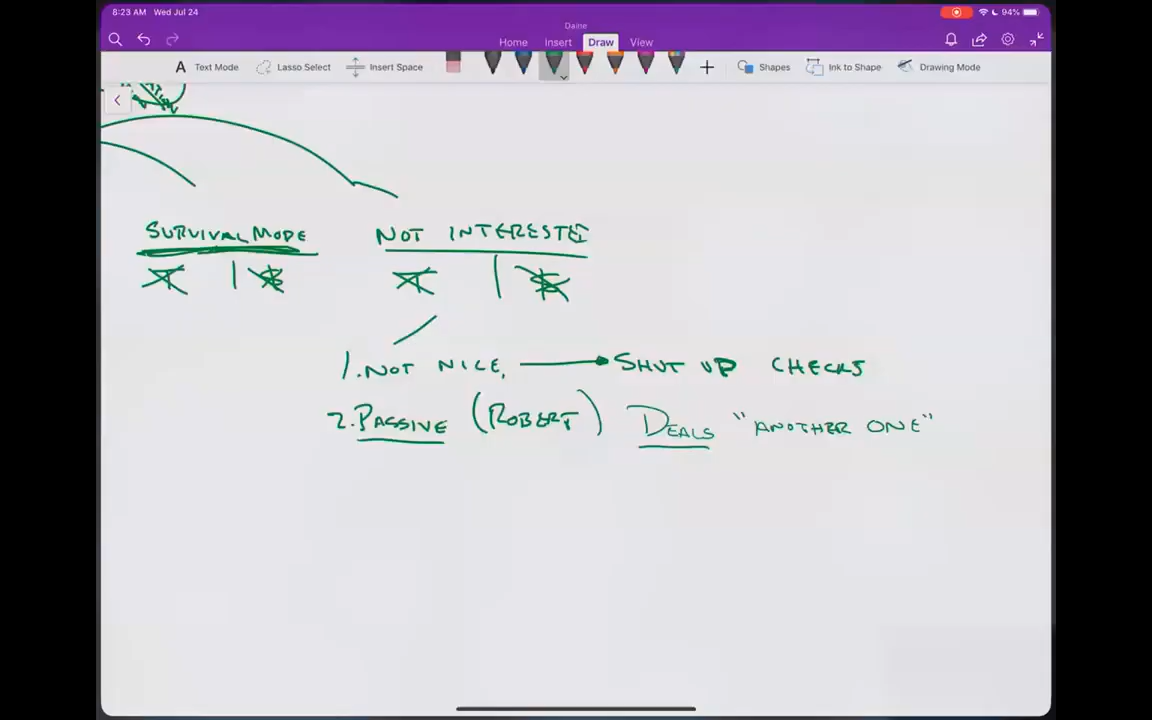 8:23 AM Wed Jul 24
94%
Daine
Home Insert Draw View
Text Mode Lasso Select Insert Space Shapes Ink to Shape Drawing Mode
SURVIVAL MODE
NOT INTERESTE
1. NOT NICE, SHUT UP CHECKS
2. PASSIVE (ROBERT) DEALS "ANOTHER ONE"